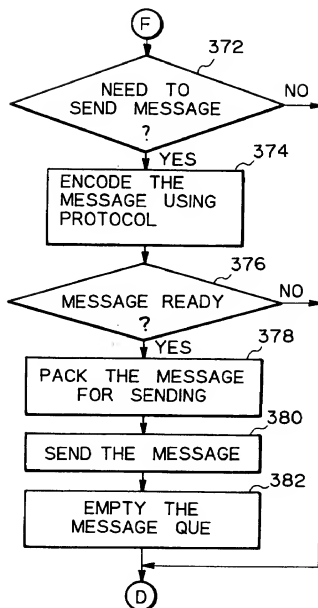 F
372
NEED TO
SEND MESSAGE
?
NO
YES
374
ENCODE THE
MESSAGE USING
PROTOCOL
376
MESSAGE READY
?
NO
YES
378
PACK THE MESSAGE
FOR SENDING
380
SEND THE MESSAGE
382
EMPTY THE
MESSAGE QUE
D